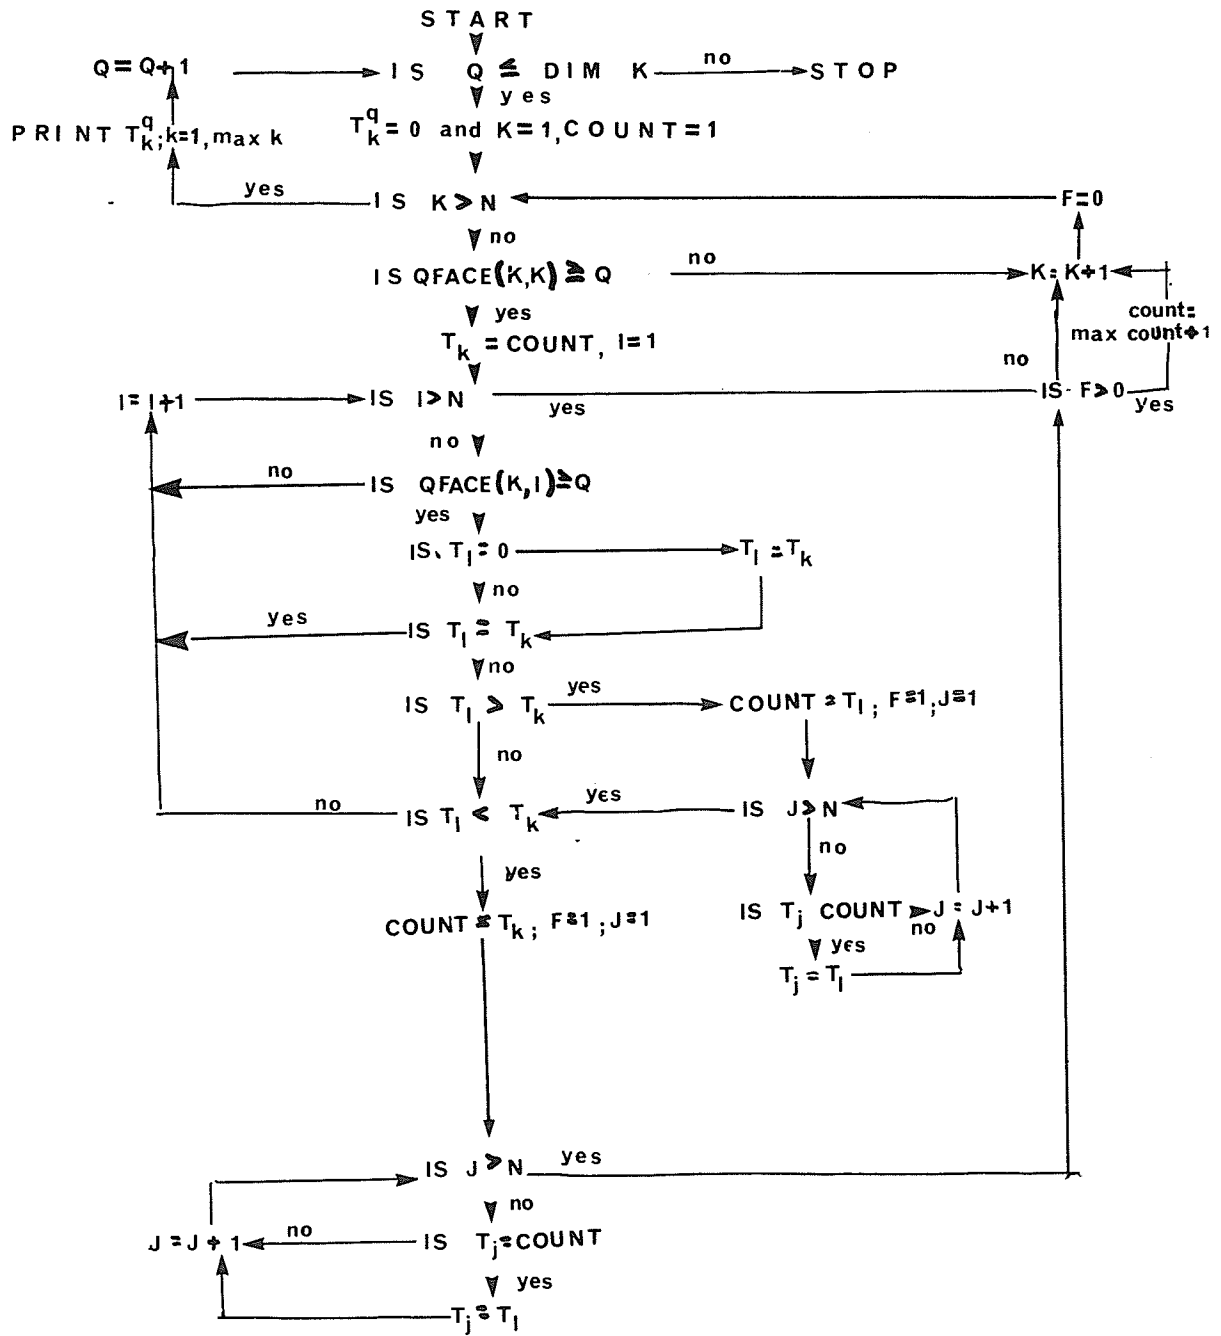 START
Q=Q+1 IS Q ≤ DIM K no STOP
yes
PRINT T_k^q; k=1, max k T_k^q=0 and K=1, COUNT=1
yes IS K>N F=0
no
IS QFACE(K,K) ≥ Q no K=K+1
yes
T_k = COUNT, I=1
count=
max count+1
no
I=I+1 IS I>N yes IS F>0 yes
no
no IS QFACE(K,I)≥Q
yes
IS T_I=0 T_I=T_k
no
yes IS T_I = T_k
no
IS T_I > T_k yes COUNT=T_I; F=1; J=1
no
no IS T_I < T_k yes IS J>N
no
yes
COUNT=T_k; F=1; J=1 IS T_j COUNT no J=J+1
yes
T_j=T_I
IS J>N yes
no
J=J+1 no IS T_j=COUNT
yes
T_j=T_I